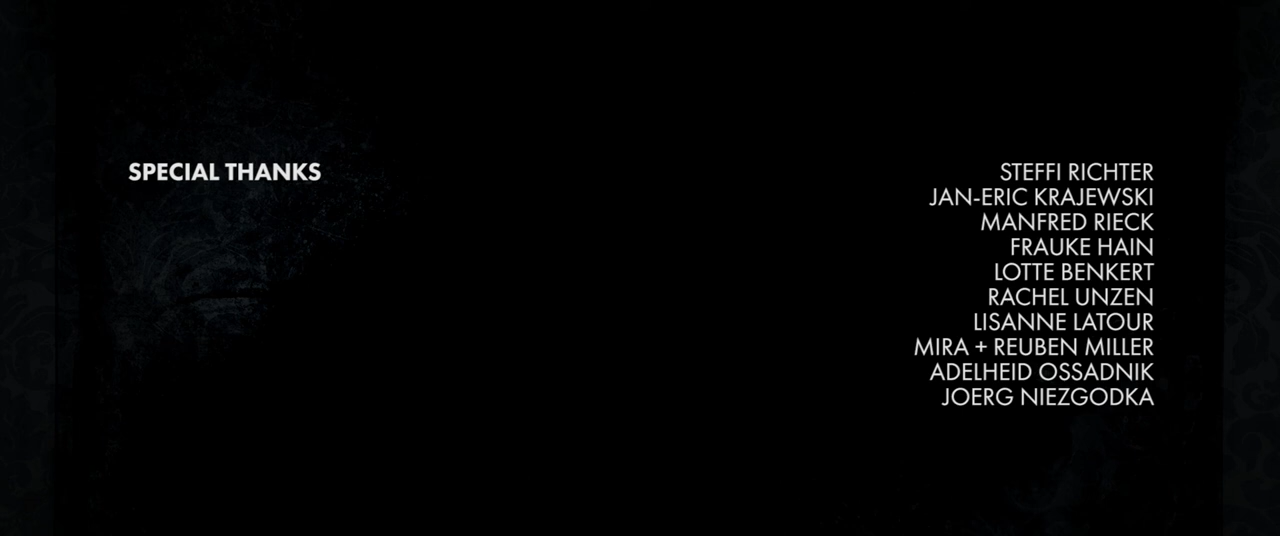 SPECIAL THANKS
STEFFI RICHTER
JAN-ERIC KRAJEWSKI
MANFRED RIECK
FRAUKE HAIN
LOTTE BENKERT
RACHEL UNZEN
LISANNE LATOUR
MIRA + REUBEN MILLER
ADELHEID OSSADNIK
JOERG NIEZGODKA